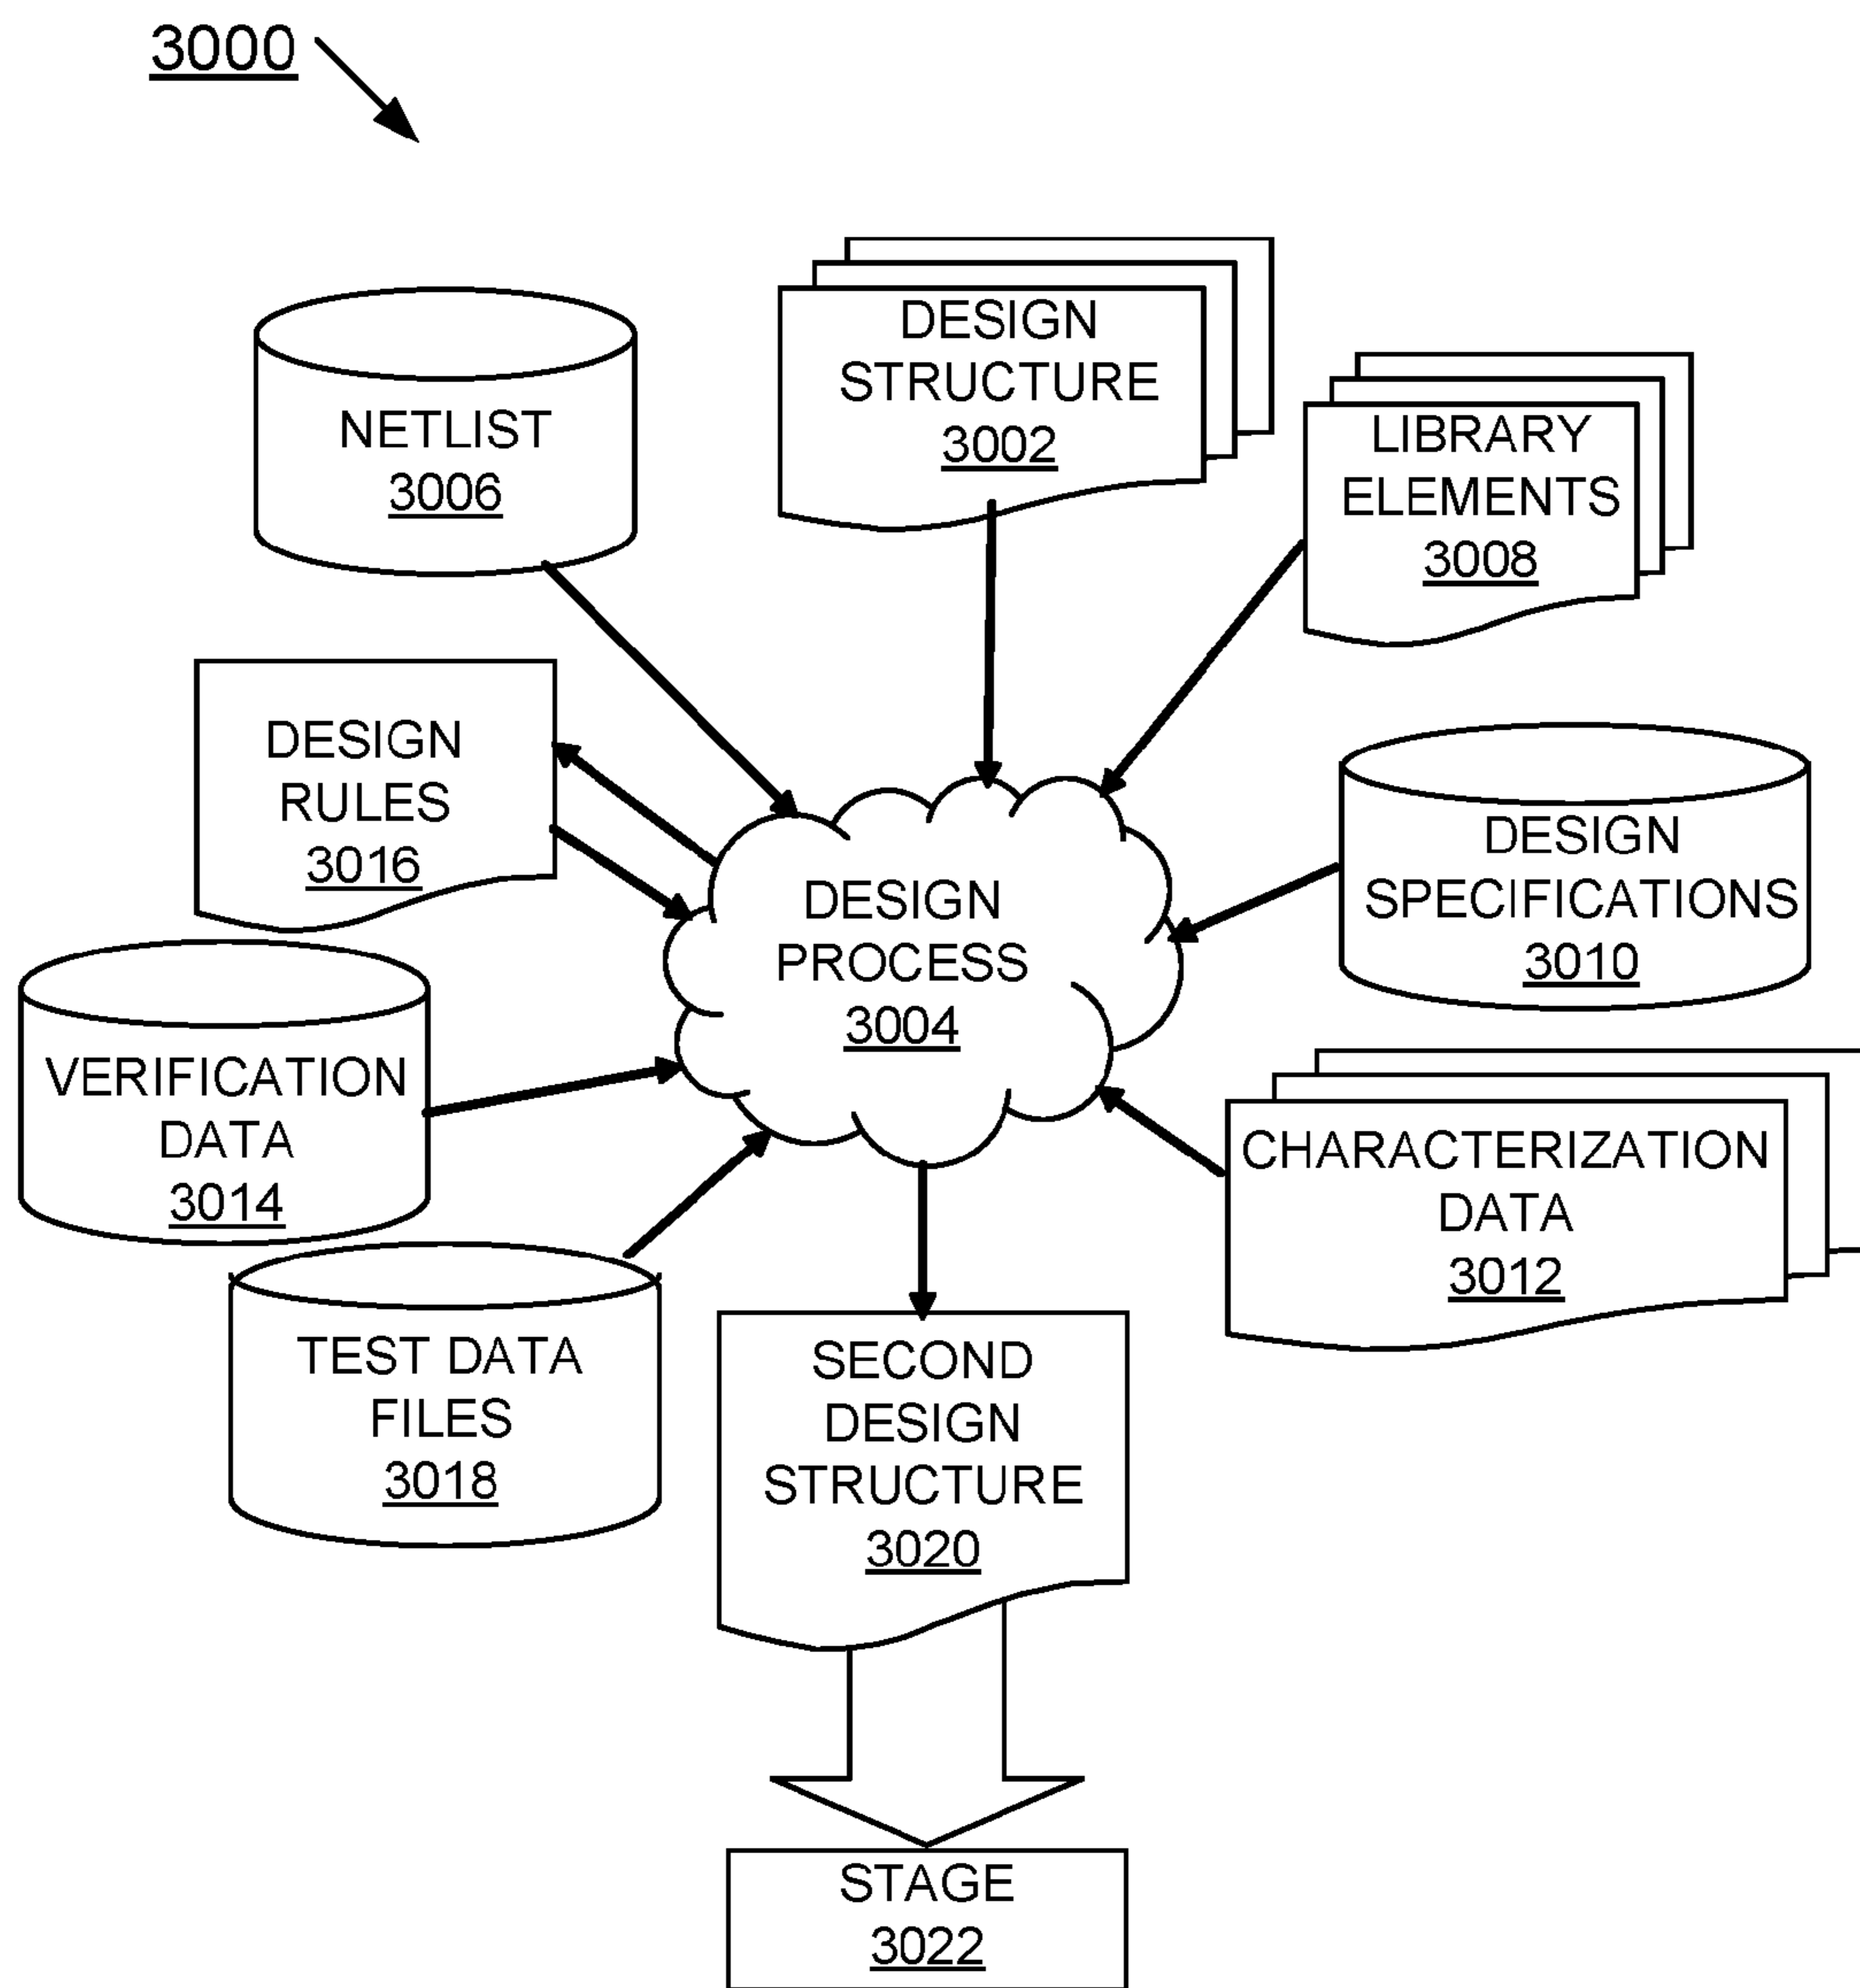 3000
DESIGN
STRUCTURE
3002
NETLIST
3006
LIBRARY
ELEMENTS
3008
DESIGN
RULES
3016
DESIGN
PROCESS
3004
DESIGN
SPECIFICATIONS
3010
VERIFICATION
DATA
3014
CHARACTERIZATION
DATA
3012
TEST DATA
FILES
3018
SECOND
DESIGN
STRUCTURE
3020
STAGE
3022